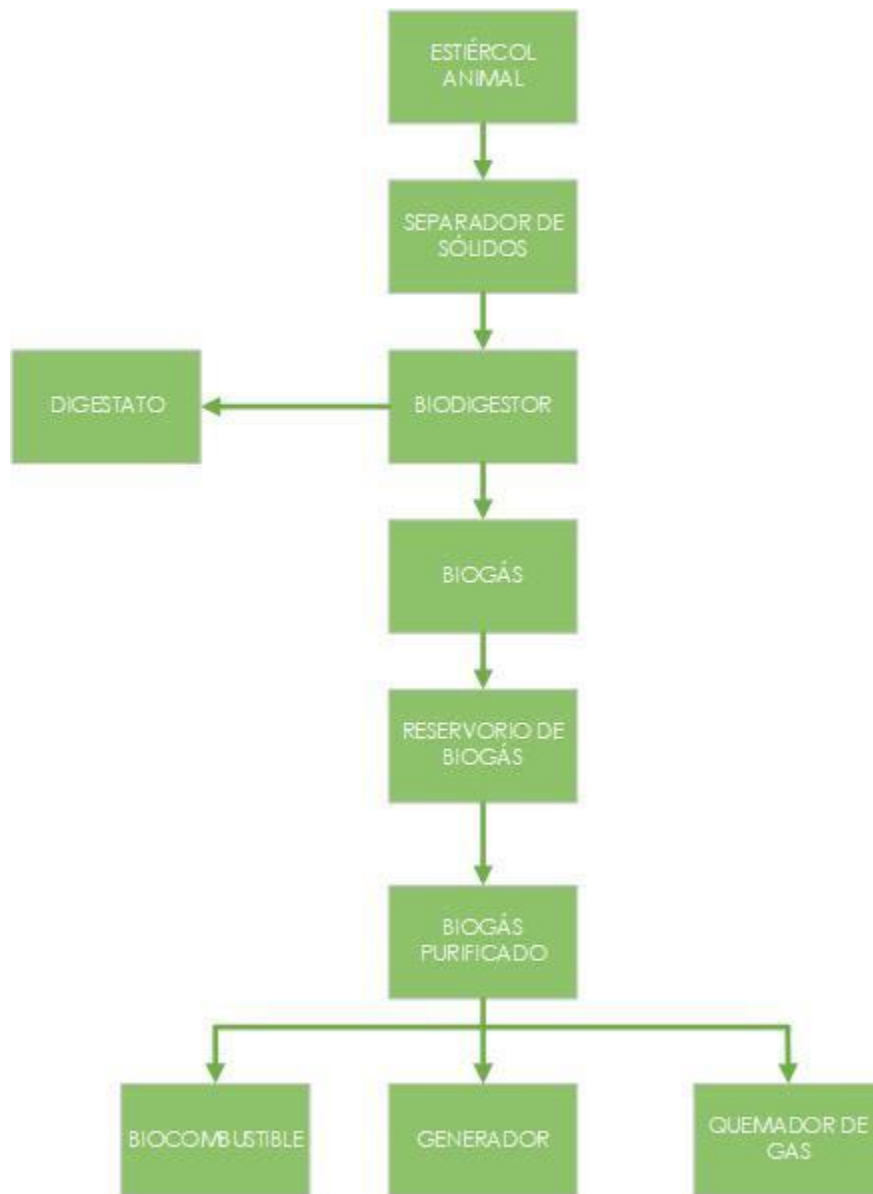 ESTIÉRCOL
ANIMAL
SEPARADOR DE
SÓLIDOS
DIGESTATO
BIODIGESTOR
BIOGÁS
RESERVORIO DE
BIOGÁS
BIOGÁS
PURIFICADO
BIOCOMBUSTIBLE
GENERADOR
QUEMADOR DE
GAS